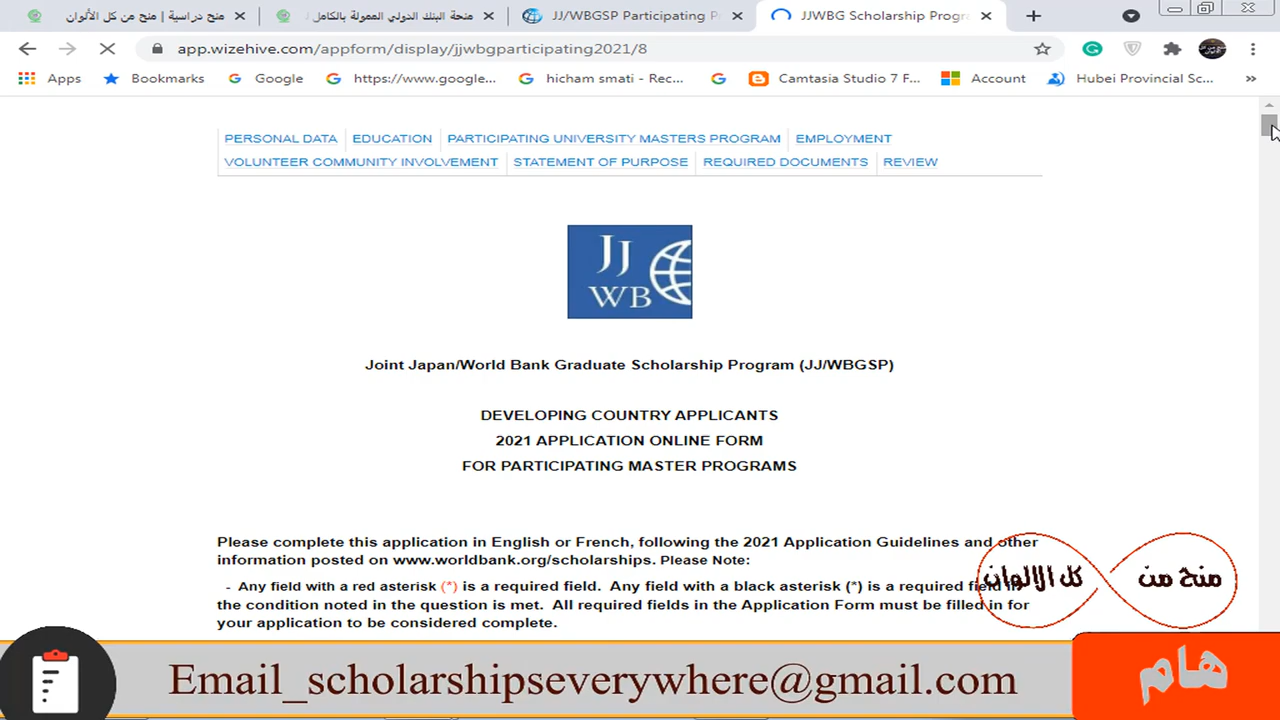 منح دراسية | منح من كل الألوان
منحة البنك الدولي الممولة بالكامل
JJ/WBGSP Participating P
JJWBG Scholarship Progra
app.wizehive.com/appform/display/jjwbgparticipating2021/8
Apps
Bookmarks
Google
https://www.google...
hicham smati - Rec...
Camtasia Studio 7 F...
Account
Hubei Provincial Sc...
»
PERSONAL DATA
EDUCATION
PARTICIPATING UNIVERSITY MASTERS PROGRAM
EMPLOYMENT
VOLUNTEER COMMUNITY INVOLVEMENT
STATEMENT OF PURPOSE
REQUIRED DOCUMENTS
REVIEW
JJ
WB
Joint Japan/World Bank Graduate Scholarship Program (JJ/WBGSP)
DEVELOPING COUNTRY APPLICANTS
2021 APPLICATION ONLINE FORM
FOR PARTICIPATING MASTER PROGRAMS
Please complete this application in English or French, following the 2021 Application Guidelines and other
information posted on www.worldbank.org/scholarships. Please Note:
- Any field with a red asterisk (*) is a required field. Any field with a black asterisk (*) is a required field if
the condition noted in the question is met. All required fields in the Application Form must be filled in for
your application to be considered complete.
منح من كل الالوان
Email_scholarshipseverywhere@gmail.com
هام